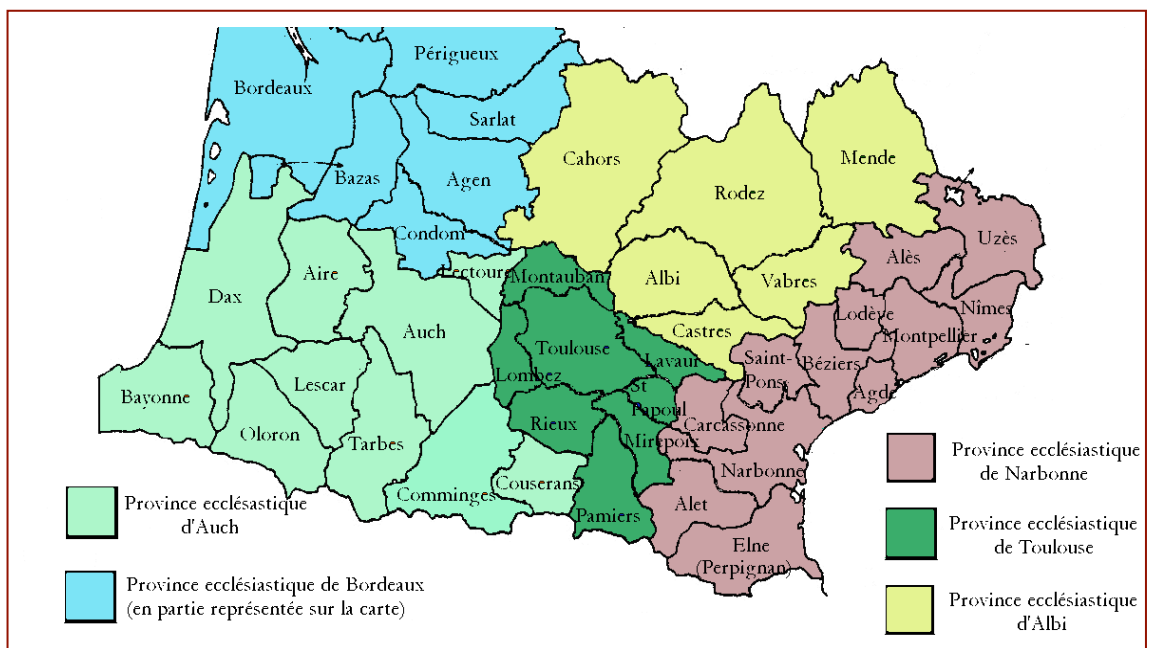 Périgueux
Bordeaux
Sarlat
Cahors
Mende
Bazas
Agen
Rodez
Condom
Uzès
Alès
Lectoure
Aire
Montauban
Albi
Vabres
Dax
Nîmes
Lodève
Auch
Castres
Montpellier
Toulouse
Lavaur
Saint-
Pons
Béziers
Lombez
Lescar
St
Papoul
Agde
Bayonne
Rieux
Carcassonne
Oloron
Tarbes
Mirepoix
Narbonne
Couserans
Comminges
Alet
Pamiers
Elne
(Perpignan)
Province ecclésastique
d'Auch
Province ecclésiastique de Bordeaux
(en partie représentée sur la carte)
Province ecclésiastique
de Narbonne
Province ecclésiastique
de Toulouse
Province ecclésiastique
d'Albi